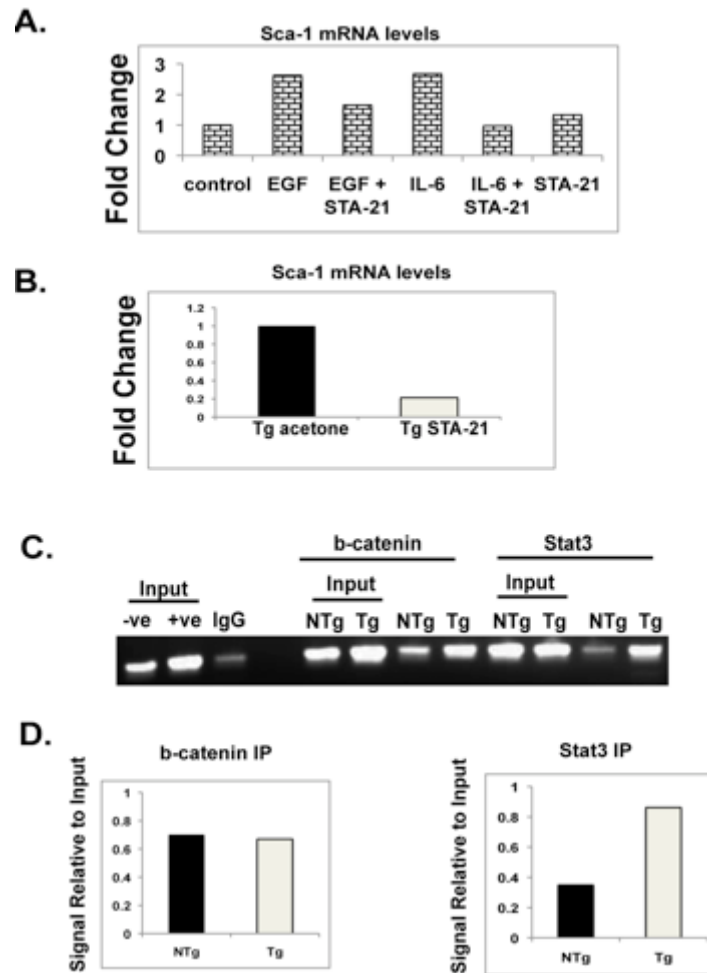 A.
Sca-1 mRNA levels
Fold Change
3
2
1
0
control EGF EGF + STA-21 IL-6 IL-6 + STA-21 STA-21
B.
Sca-1 mRNA levels
Fold Change
1.2
1
0.8
0.6
0.4
0.2
0
Tg acetone Tg STA-21
C.
b-catenin Stat3
Input Input Input
-ve +ve IgG NTg Tg NTg Tg NTg Tg NTg Tg
D.
b-catenin IP
Signal Relative to Input
1
0.8
0.6
0.4
0.2
0
NTg Tg
Stat3 IP
Signal Relative to Input
1
0.8
0.6
0.4
0.2
0
NTg Tg